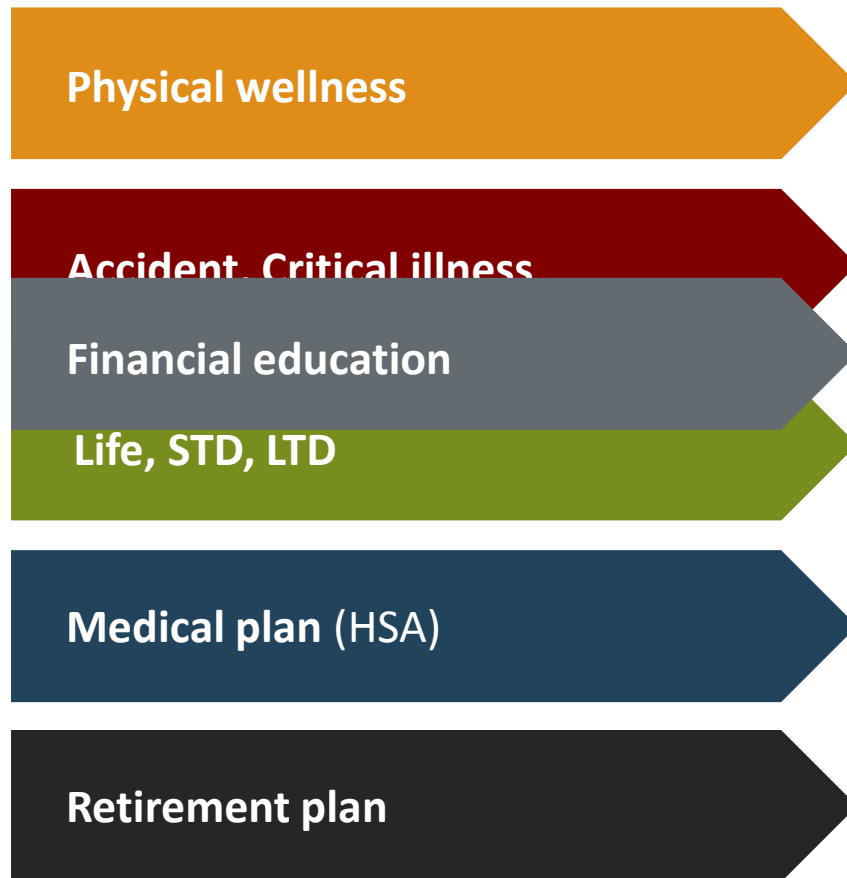 Physical wellness
Accident, Critical illness
Financial education
Life, STD, LTD
Medical plan (HSA)
Retirement plan